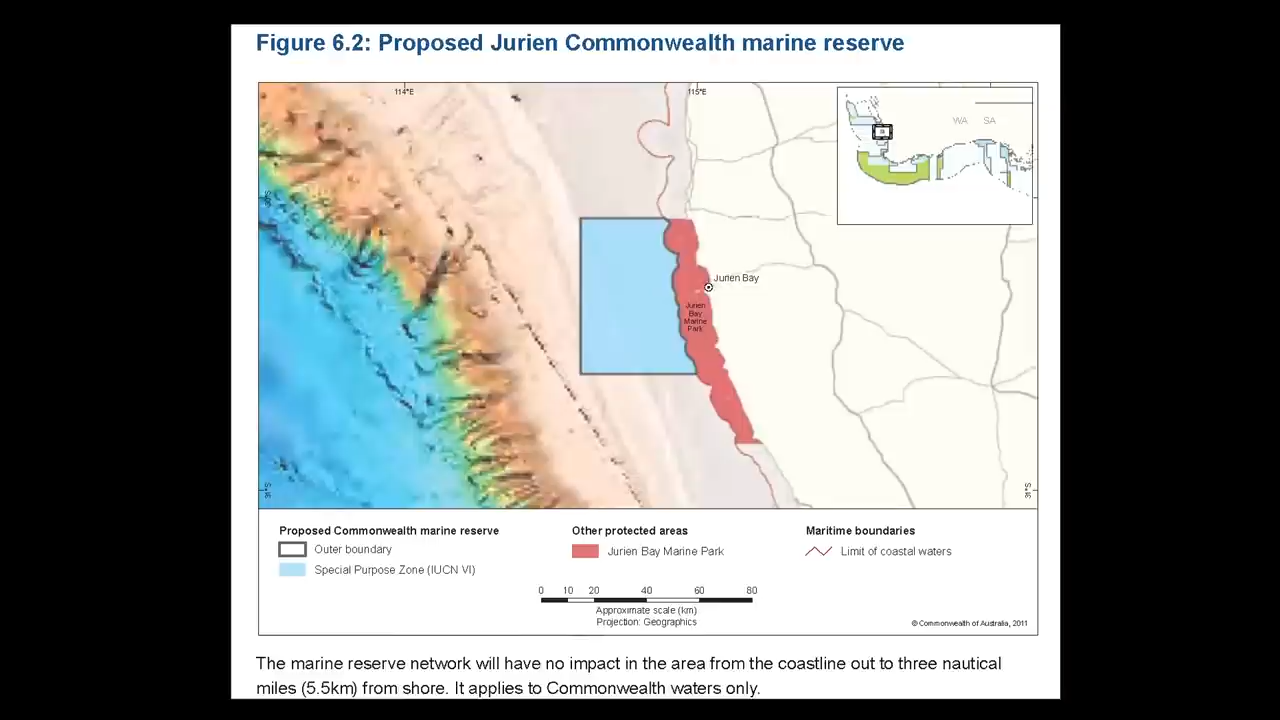 Figure 6.2: Proposed Jurien Commonwealth marine reserve
114°E
115°E
WA SA
Jurien Bay
Jurien
Bay
Marine
Park
31°S
31°S
Proposed Commonwealth marine reserve
Outer boundary
Special Purpose Zone (IUCN VI)
Other protected areas
Jurien Bay Marine Park
Maritime boundaries
Limit of coastal waters
0 10 20 40 60 80
Approximate scale (km)
Projection: Geographics
© Commonwealth of Australia, 2011
The marine reserve network will have no impact in the area from the coastline out to three nautical
miles (5.5km) from shore. It applies to Commonwealth waters only.